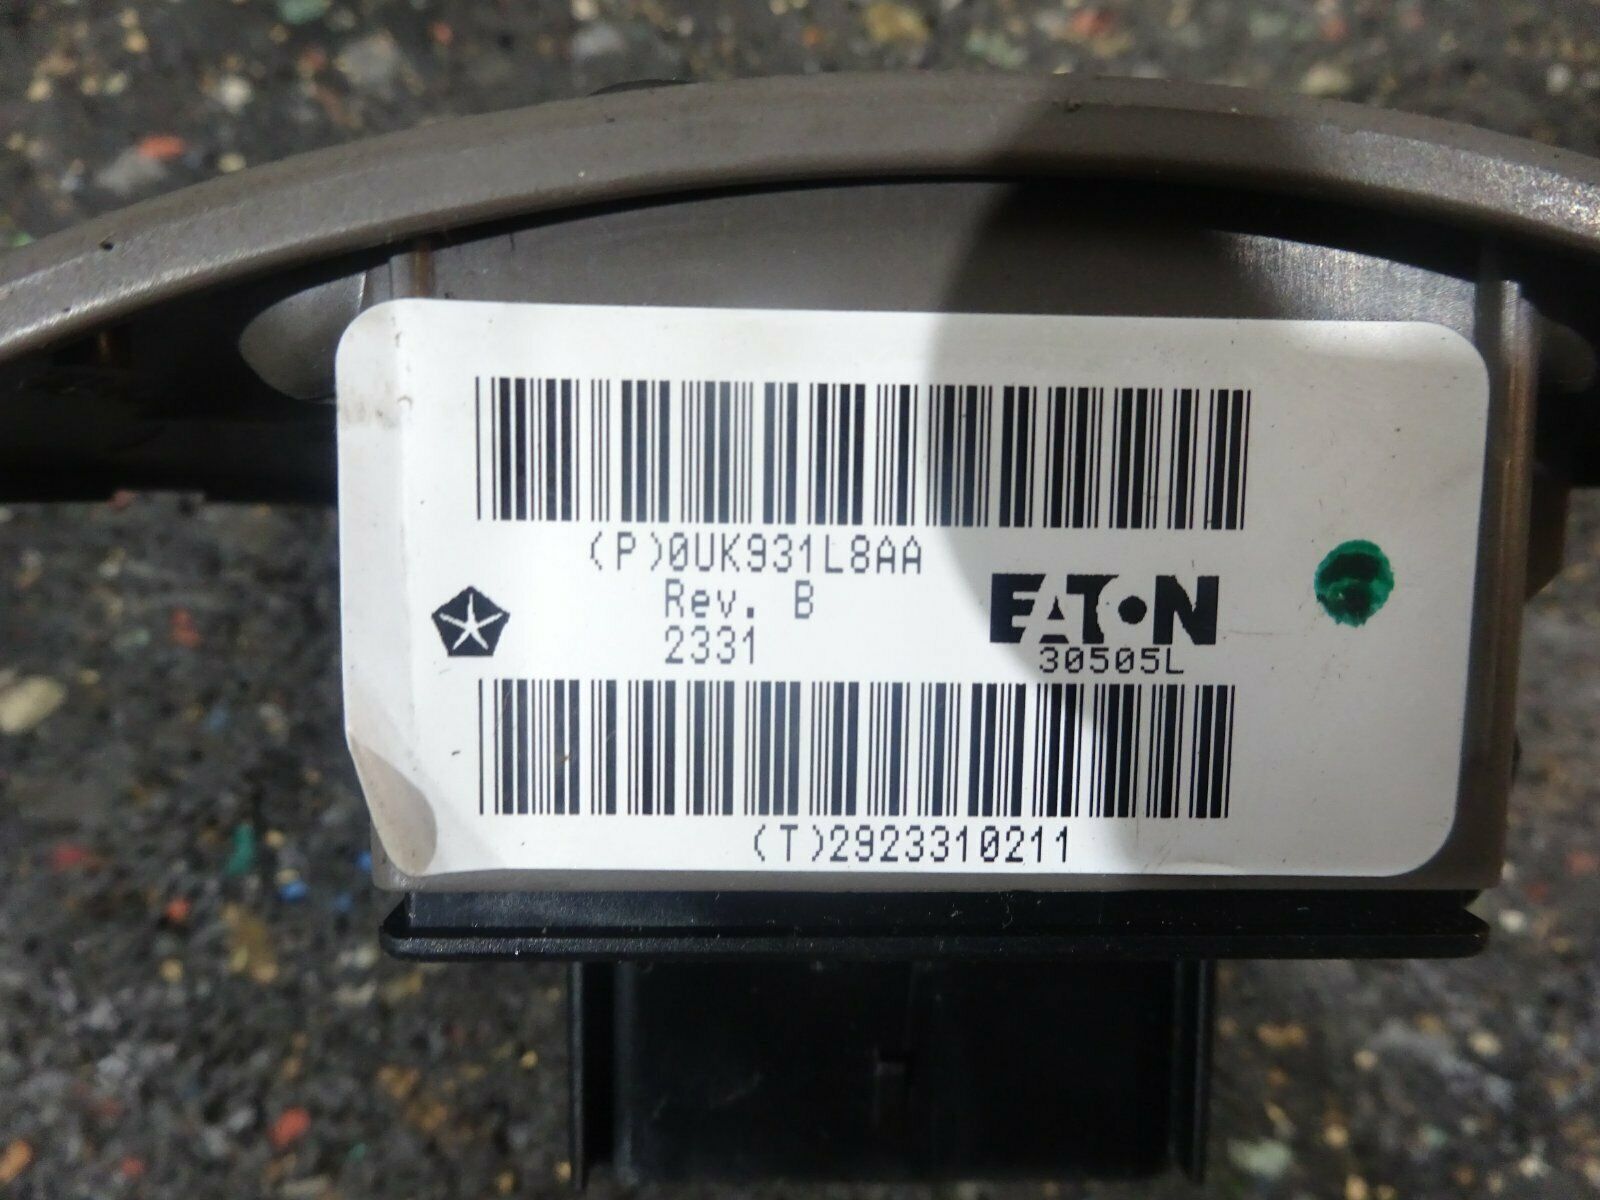 (P)0UK931L8AA
Rev. B
2331
EATON
30505L
(T)2923310211